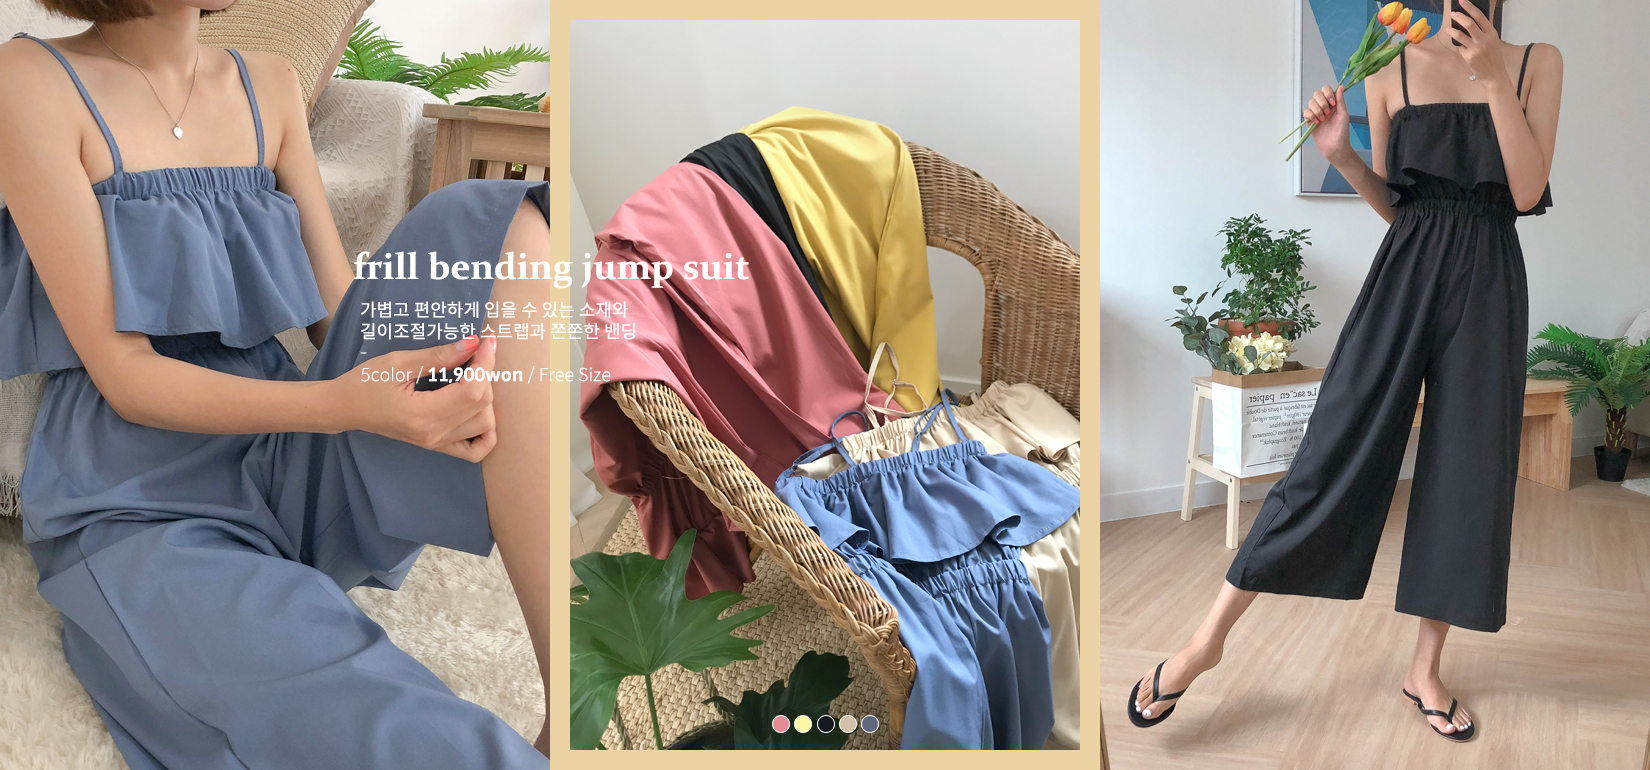 frill bending jump suit
가볍고 편안하게 입을 수 있는 소재와
길이조절가능한 스트랩과 쫀쫀한 밴딩
-
5color / 11,900won / Free Size
Le sac en papier